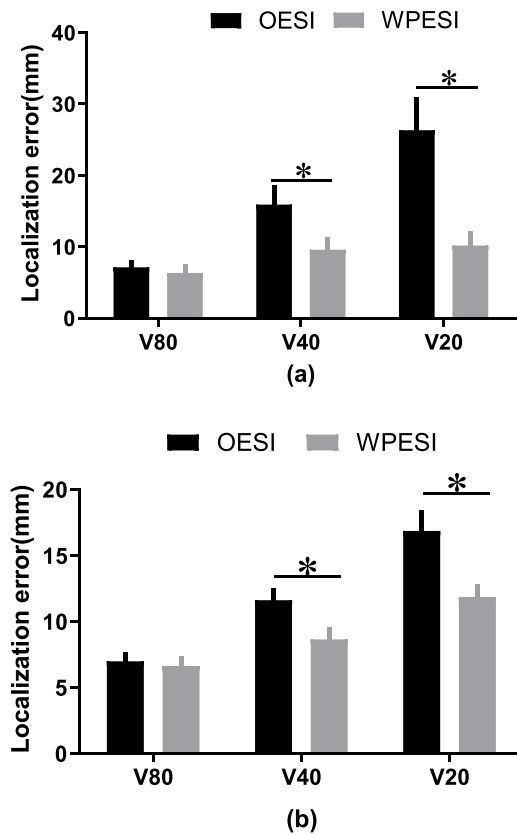 OESI WPESI
40
30
20
10
0
Localization error(mm)
*
*
V80 V40 V20
(a)
OESI WPESI
20
15
10
5
0
Localization error(mm)
*
*
V80 V40 V20
(b)